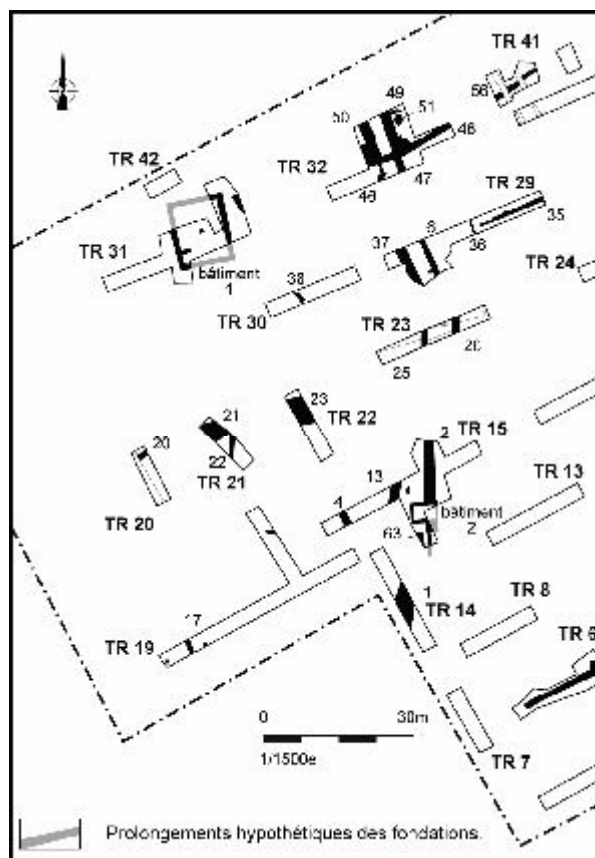 TR 41
49
50
51
56
48
TR 42
TR 32
46
47
TR 29
35
6
37
36
TR 31
bâtiment
1
38
TR 24
TR 30
TR 23
26
25
23
21
TR 22
2
TR 15
20
22
TR 21
13
TR 13
4
bâtiment
2
TR 20
63
1
TR 14
TR 8
17
TR 6
TR 19
0 30m
1/1500e
TR 7
Prolongements hypothétiques des fondations.